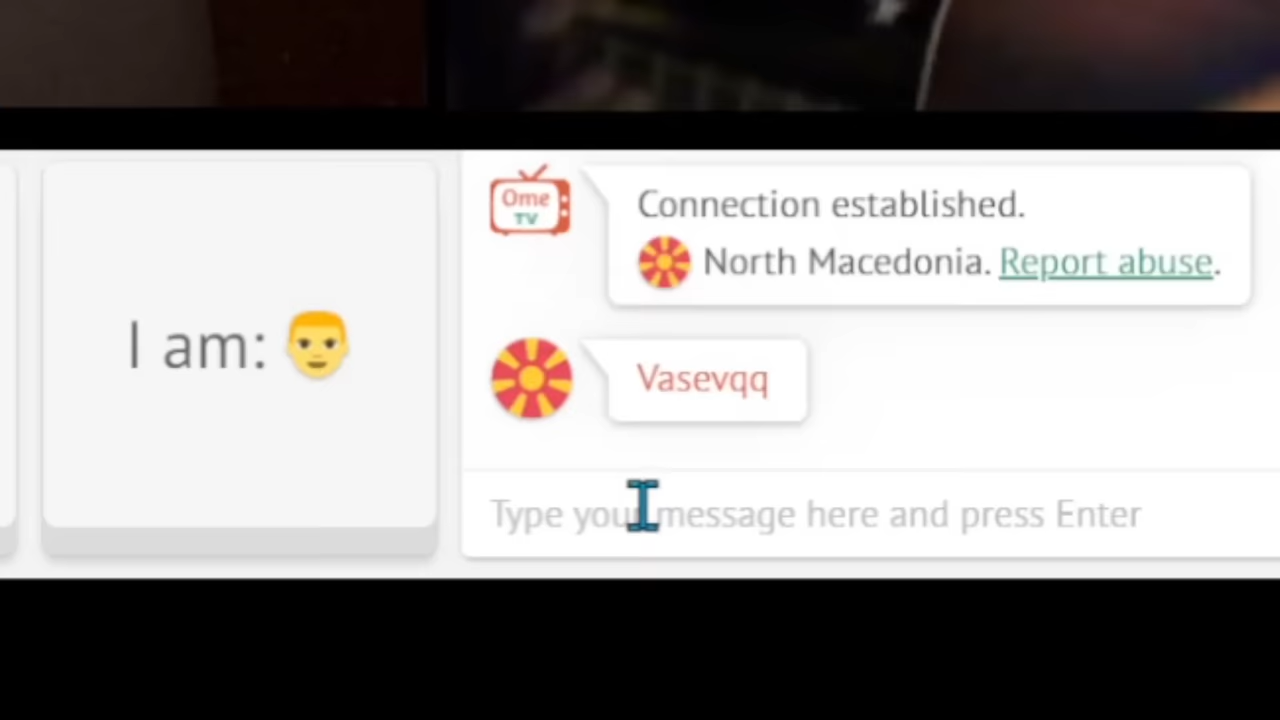 Ome
TV
Connection established.
North Macedonia. Report abuse.
I am:
Vasevqq
Type your message here and press Enter